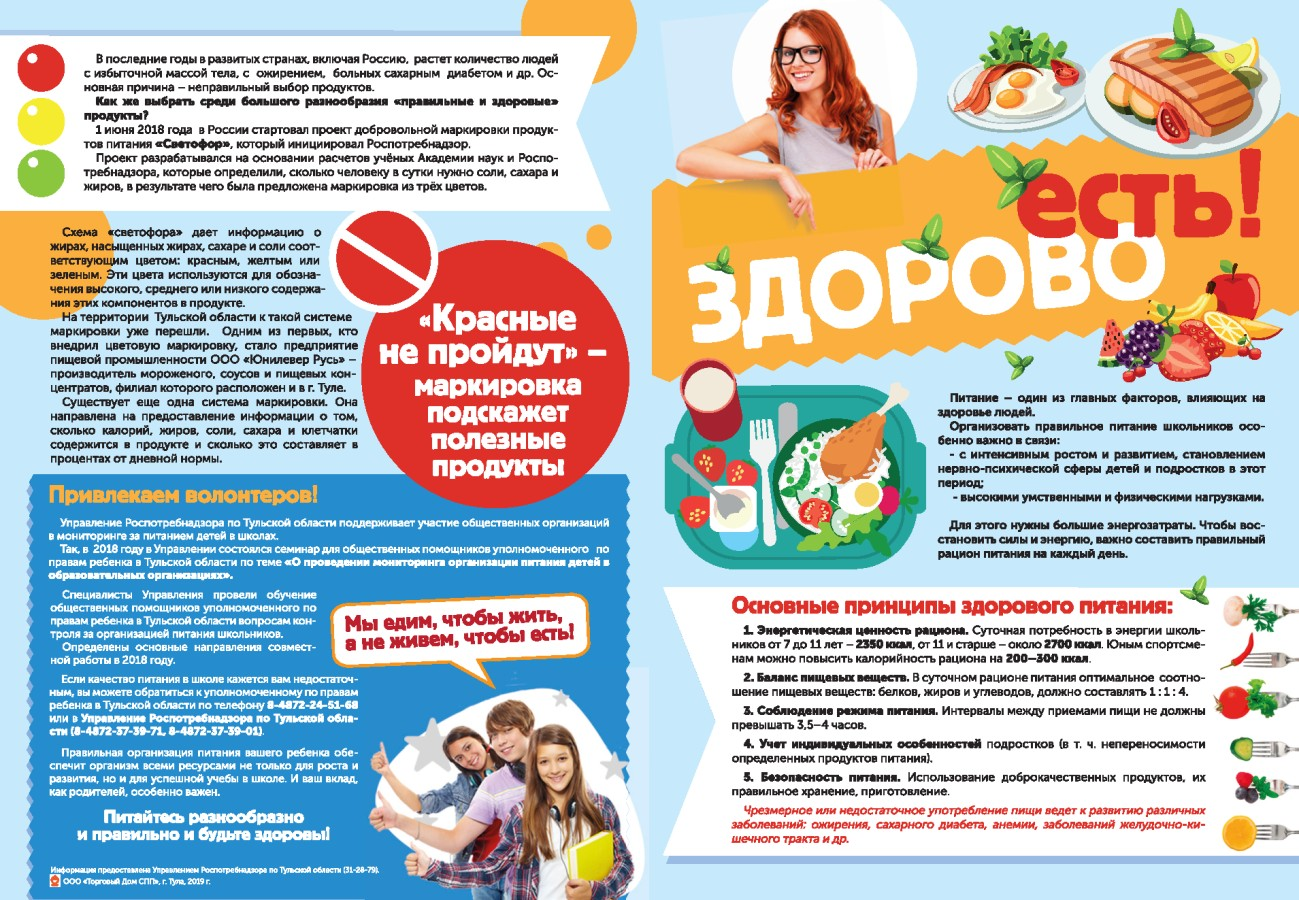 В последние годы в развитых странах, включая Россию, растет количество людей
с избыточной массой тела, с ожирением, больных сахарным диабетом и др. Ос-
новная причина – неправильный выбор продуктов.
Как же выбрать среди большого разнообразия «правильные и здоровые»
продукты?
1 июня 2018 года в России стартовал проект добровольной маркировки продук-
тов питания «Светофор», который инициировал Роспотребнадзор.
Проект разрабатывался на основании расчетов учёных Академии наук и Роспо-
требнадзора, которые определили, сколько человеку в сутки нужно соли, сахара и
жиров, в результате чего была предложена маркировка из трёх цветов.
Схема «светофора» дает информацию о
жирах, насыщенных жирах, сахаре и соли соот-
ветствующим цветом: красным, желтым или
зеленым. Эти цвета используются для обозна-
чения высокого, среднего или низкого содержа-
ния этих компонентов в продукте.
На территории Тульской области к такой системе
маркировки уже перешли. Одним из первых, кто
внедрил цветовую маркировку, стало предприятие
пищевой промышленности ООО «Юнилевер Русь» –
производитель мороженого, соусов и пищевых кон-
центратов, филиал которого расположен и в г. Туле.
Существует еще одна система маркировки. Она
направлена на предоставление информации о том,
сколько калорий, жиров, соли, сахара и клетчатки
содержится в продукте и сколько это составляет в
процентах от дневной нормы.
«Красные
не пройдут» –
маркировка
подскажет
полезные
продукты
Привлекаем волонтеров!
Управление Роспотребнадзора по Тульской области поддерживает участие общественных организаций
в мониторинге за питанием детей в школах.
Так, в 2018 году в Управлении состоялся семинар для общественных помощников уполномоченного по
правам ребенка в Тульской области по теме «О проведении мониторинга организации питания детей в
образовательных организациях».
Специалисты Управления провели обучение
общественных помощников уполномоченного по
правам ребенка в Тульской области вопросам кон-
троля за организацией питания школьников.
Определены основные направления совмест-
ной работы в 2018 году.
Если качество питания в школе кажется вам недостаточ-
ным, вы можете обратиться к уполномоченному по правам
ребенка в Тульской области по телефону 8-4872-24-51-68
или в Управление Роспотребнадзора по Тульской обла-
сти (8-4872-37-39-71, 8-4872-37-39-01).
Правильная организация питания вашего ребенка обе-
спечит организм всеми ресурсами не только для роста и
развития, но и для успешной учебы в школе. И ваш вклад,
как родителей, особенно важен.
Питайтесь разнообразно
и правильно и будьте здоровы!
Мы едим, чтобы жить,
а не живем, чтобы есть!
Информация предоставлена Управлением Роспотребнадзора по Тульской области (31-28-79).
ООО «Торговый Дом СПП», г. Тула, 2019 г.
есть!
ЗДОРОВО
Питание – один из главных факторов, влияющих на
здоровье людей.
Организовать правильное питание школьников осо-
бенно важно в связи:
- с интенсивным ростом и развитием, становлением
нервно-психической сферы детей и подростков в этот
период;
- высокими умственными и физическими нагрузками.
Для этого нужны большие энергозатраты. Чтобы вос-
становить силы и энергию, важно составить правильный
рацион питания на каждый день.
Основные принципы здорового питания:
1. Энергетическая ценность рациона. Суточная потребность в энергии школь-
ников от 7 до 11 лет – 2350 ккал, от 11 и старше – около 2700 ккал. Юным спортсме-
нам можно повысить калорийность рациона на 200–300 ккал.
2. Баланс пищевых веществ. В суточном рационе питания оптимальное соотно-
шение пищевых веществ: белков, жиров и углеводов, должно составлять 1 : 1 : 4.
3. Соблюдение режима питания. Интервалы между приемами пищи не должны
превышать 3,5–4 часов.
4. Учет индивидуальных особенностей подростков (в т. ч. непереносимости
определенных продуктов питания).
5. Безопасность питания. Использование доброкачественных продуктов, их
правильное хранение, приготовление.
Чрезмерное или недостаточное употребление пищи ведет к развитию различных
заболеваний: ожирения, сахарного диабета, анемии, заболеваний желудочно-ки-
шечного тракта и др.